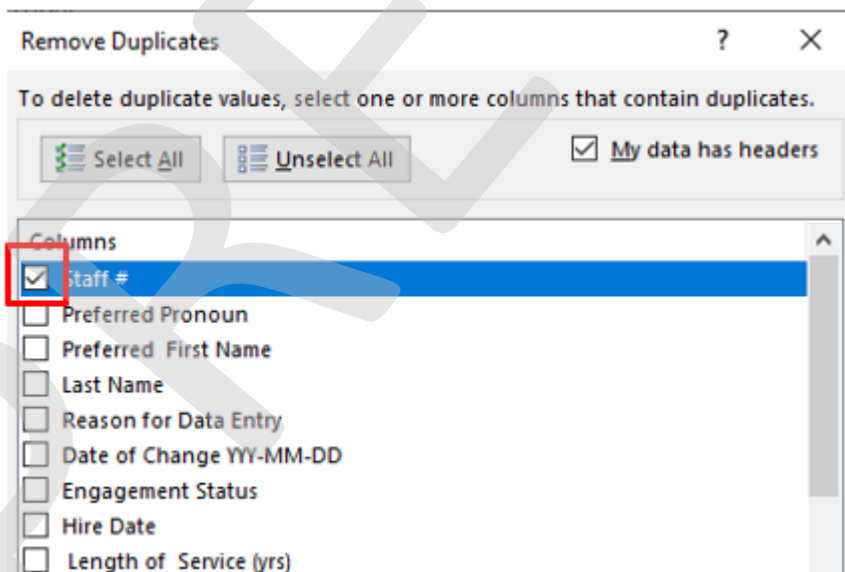 Remove Duplicates ? ×
To delete duplicate values, select one or more columns that contain duplicates.
Select All Unselect All My data has headers
Columns
Staff #
Preferred Pronoun
Preferred First Name
Last Name
Reason for Data Entry
Date of Change YYY-MM-DD
Engagement Status
Hire Date
Length of Service (yrs)